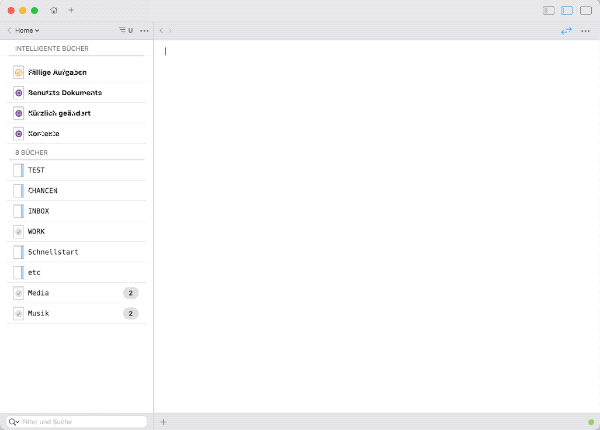 Home
U
INTELLIGENTE BÜCHER
Fällige Aufgaben
Benutzte Dokumente
Kürzlich geändert
Kontexte
8 BÜCHER
TEST
CHANCEN
INBOX
WORK
Schnellstart
etc
Media 2
Musik 2
Filter und Suche